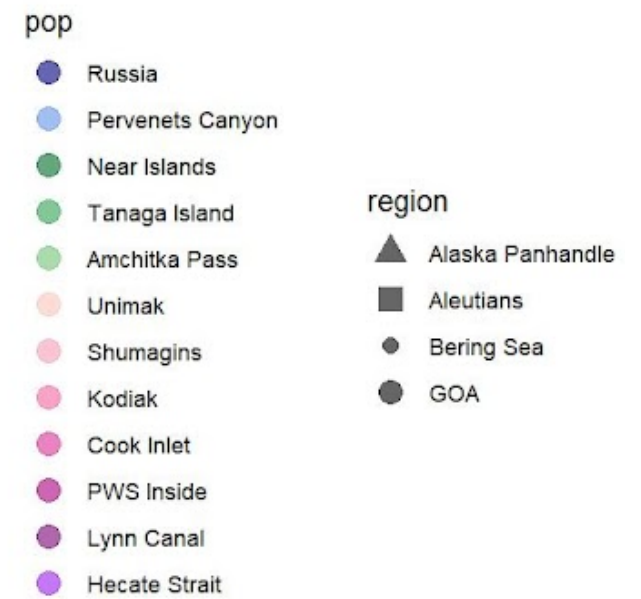 pop
Russia
Pervenets Canyon
Near Islands
Tanaga Island
Amchitka Pass
Unimak
Shumagins
Kodiak
Cook Inlet
PWS Inside
Lynn Canal
Hecate Strait
region
Alaska Panhandle
Aleutians
Bering Sea
GOA